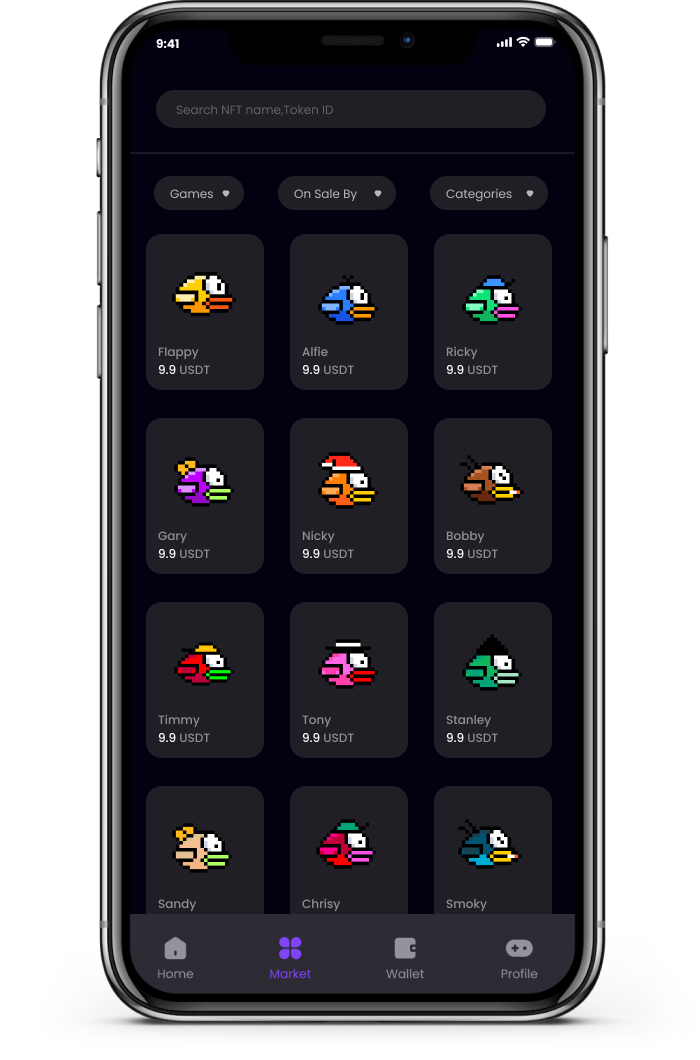 9:41
Search NFT name,Token ID
Games
On Sale By
Categories
Flappy
9.9 USDT
Alfie
9.9 USDT
Ricky
9.9 USDT
Gary
9.9 USDT
Nicky
9.9 USDT
Bobby
9.9 USDT
Timmy
9.9 USDT
Tony
9.9 USDT
Stanley
9.9 USDT
Sandy
Chrisy
Smoky
Home
Market
Wallet
Profile